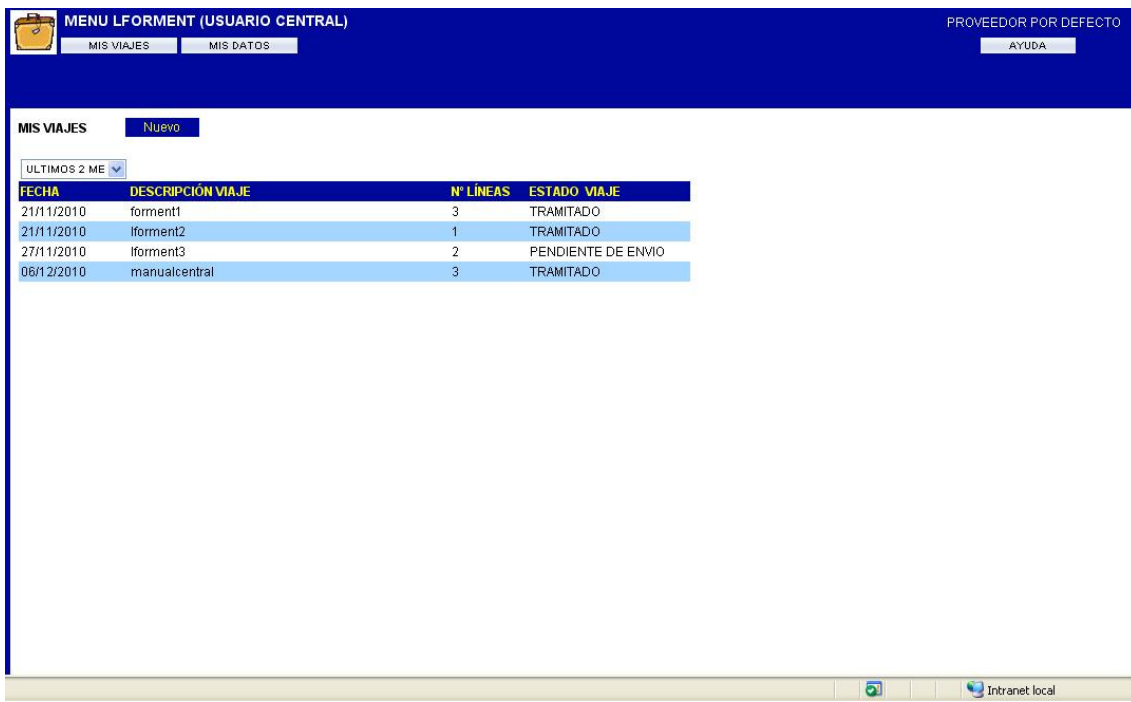 MENU LFORMENT (USUARIO CENTRAL)
PROVEEDOR POR DEFECTO
MIS VIAJES MIS DATOS AYUDA
MIS VIAJES Nuevo
ULTIMOS 2 ME
FECHA DESCRIPCIÓN VIAJE Nº LÍNEAS ESTADO VIAJE
21/11/2010 forment1 3 TRAMITADO
21/11/2010 lforment2 1 TRAMITADO
27/11/2010 lforment3 2 PENDIENTE DE ENVIO
06/12/2010 manualcentral 3 TRAMITADO
Intranet local